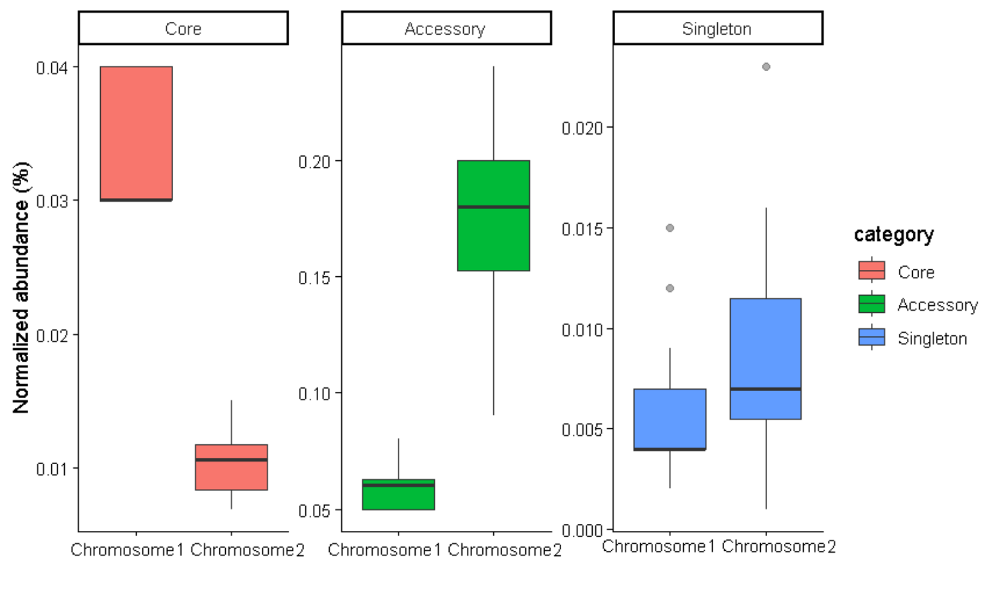 Core
Accessory
Singleton
Normalized abundance (%)
0.04
0.03
0.02
0.01
0.20
0.15
0.10
0.05
0.020
0.015
0.010
0.005
0.000
Chromosome1 Chromosome2
Chromosome1 Chromosome2
Chromosome1 Chromosome2
category
Core
Accessory
Singleton